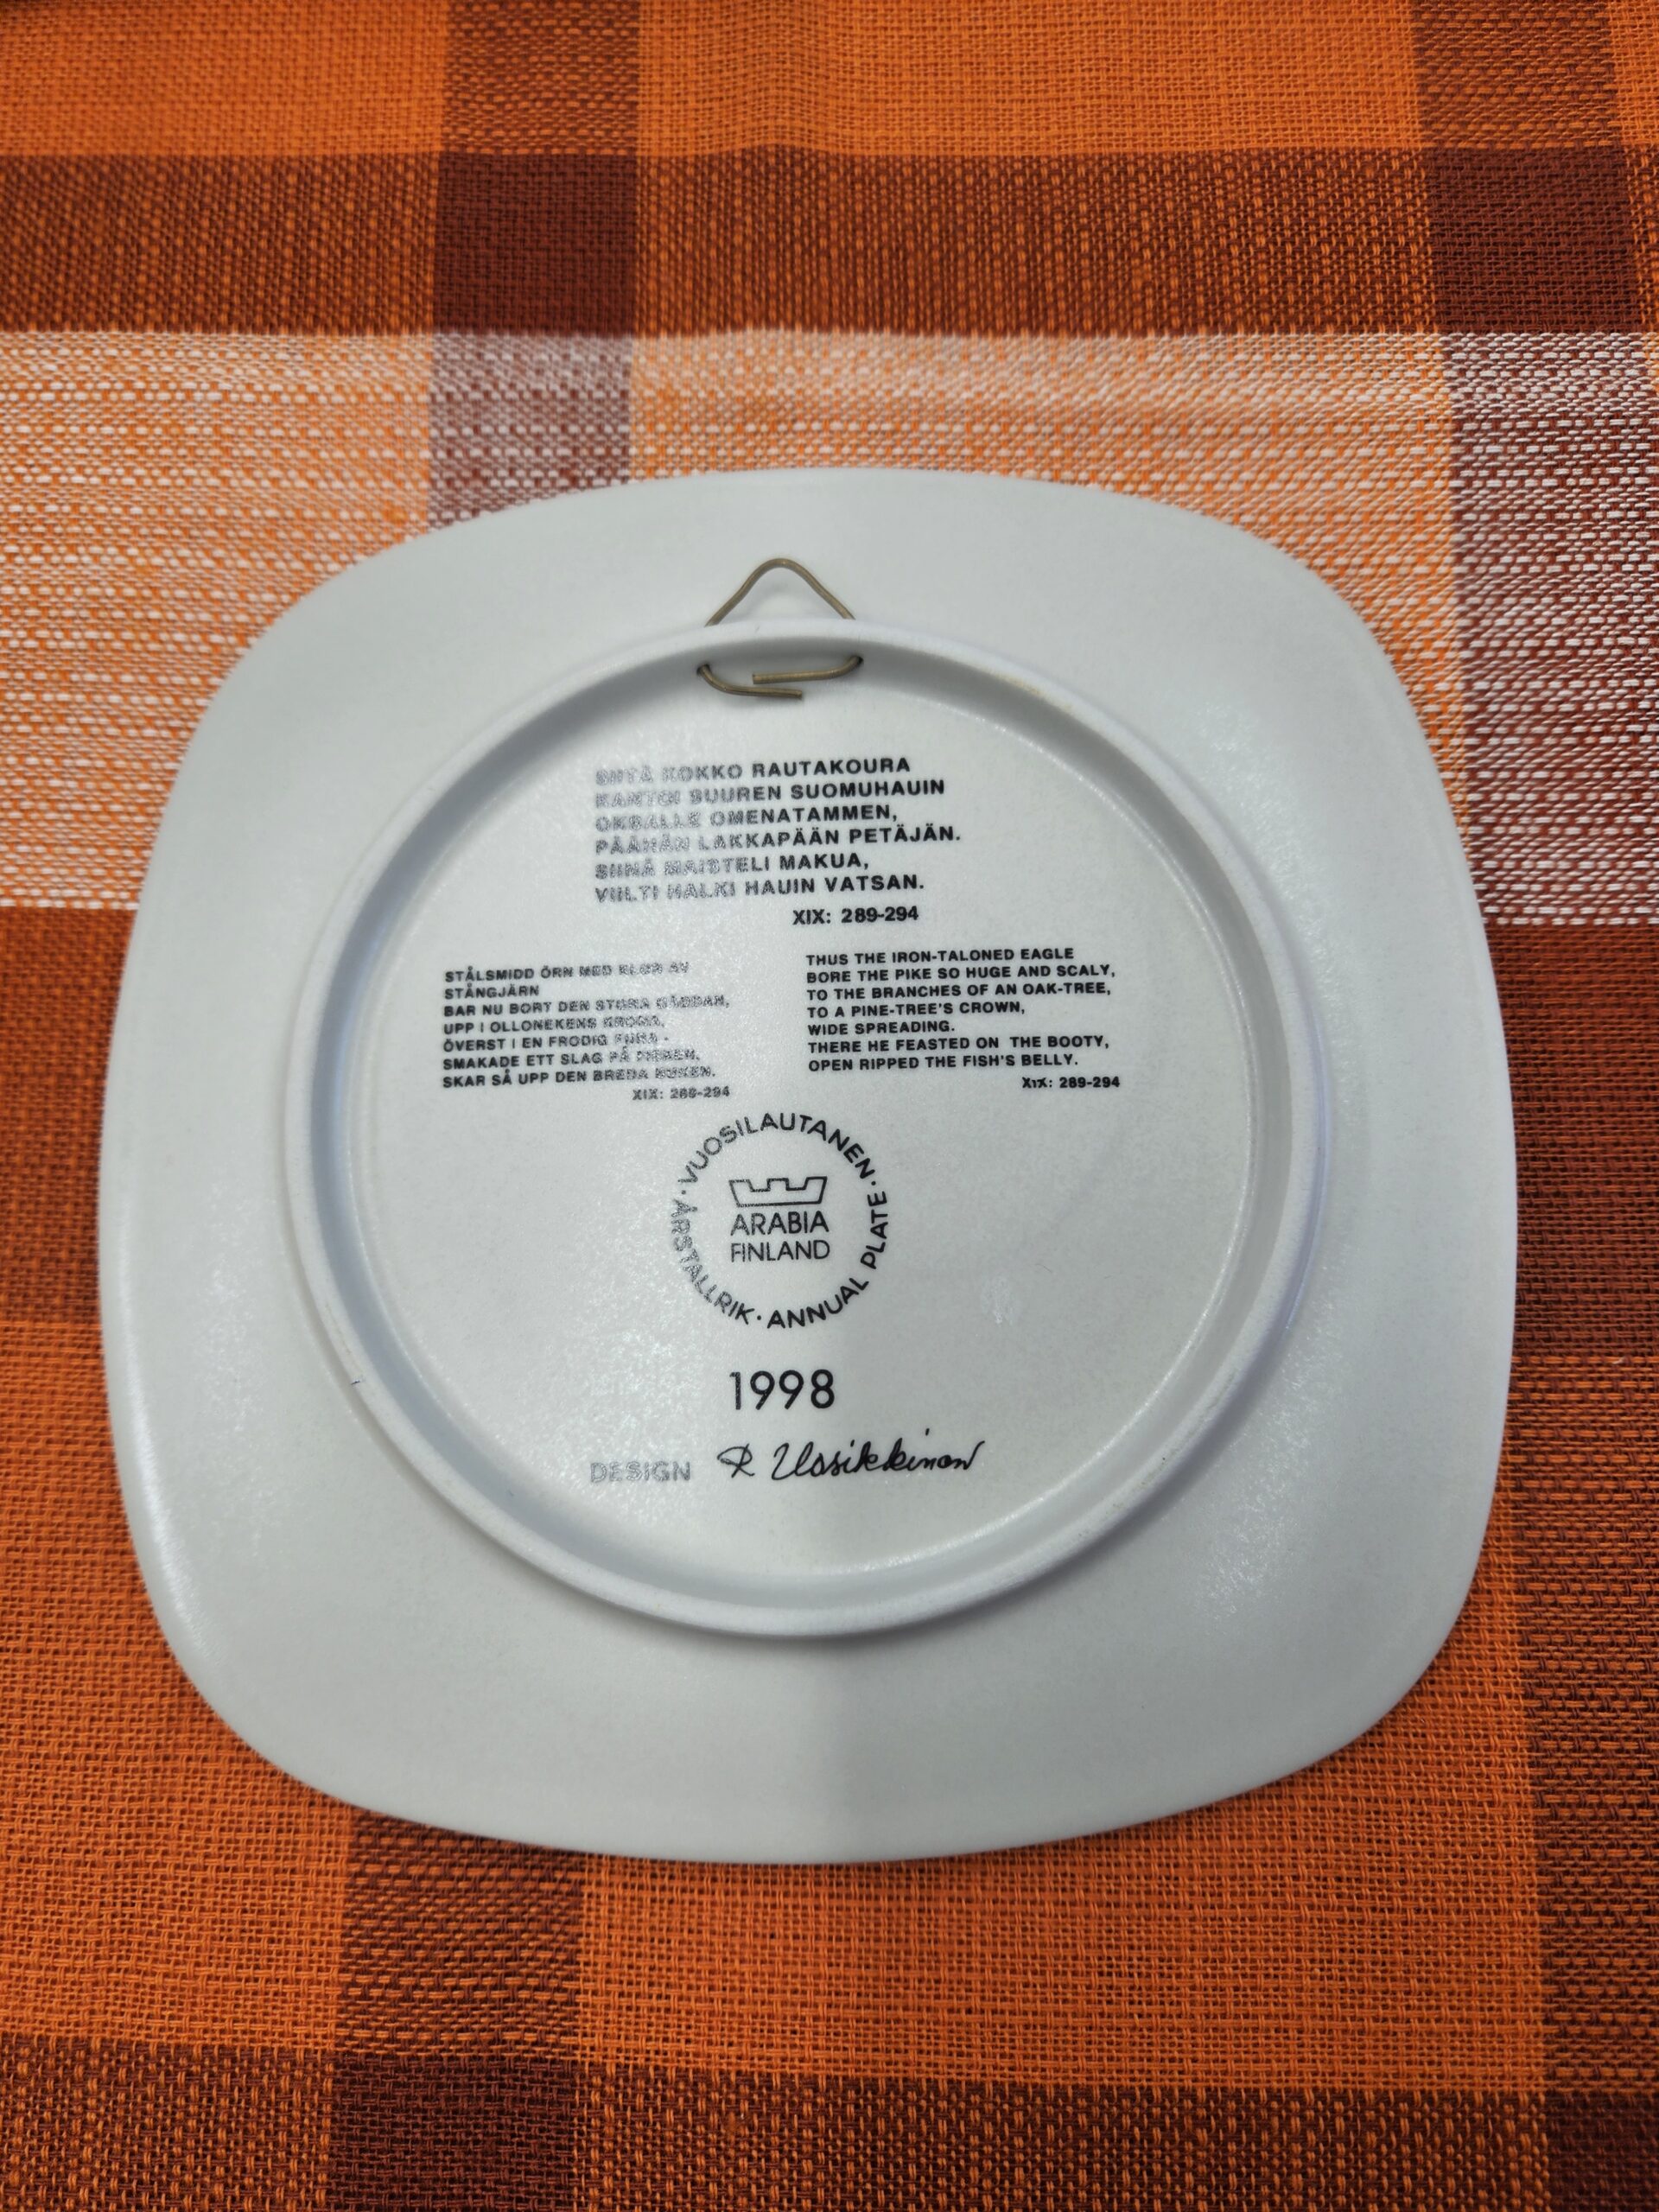 SIITÄ KOKKO RAUTAKOURA
KANTOI SUUREN SUOMUHAUIN
OKSALLE OMENATAMMEN,
PÄÄHÄN LAKKAPÄÄN PETÄJÄN.
SIINÄ MAISTELI MAKUA,
VIILTI HALKI HAUIN VATSAN.
XIX: 289-294
STÅLSMIDD ÖRN MED KLOR AV
STÅNGJÄRN
BAR NU BORT DEN STORA GÄDDAN,
UPP I OLLONEKENS KRONA,
ÖVERST I EN FRODIG FURA -
SMAKADE ETT SLAG PÅ FISKEN,
SKAR SÅ UPP DEN BREDA BUKEN.
XIX: 289-294
THUS THE IRON-TALONED EAGLE
BORE THE PIKE SO HUGE AND SCALY,
TO THE BRANCHES OF AN OAK-TREE,
TO A PINE-TREE'S CROWN,
WIDE SPREADING.
THERE HE FEASTED ON THE BOOTY,
OPEN RIPPED THE FISH'S BELLY.
XIX: 289-294
· VUOSILAUTANEN · ANNUAL PLATE · ÅRSTALLRIK
ARABIA
FINLAND
1998
DESIGN R Uosikkinen